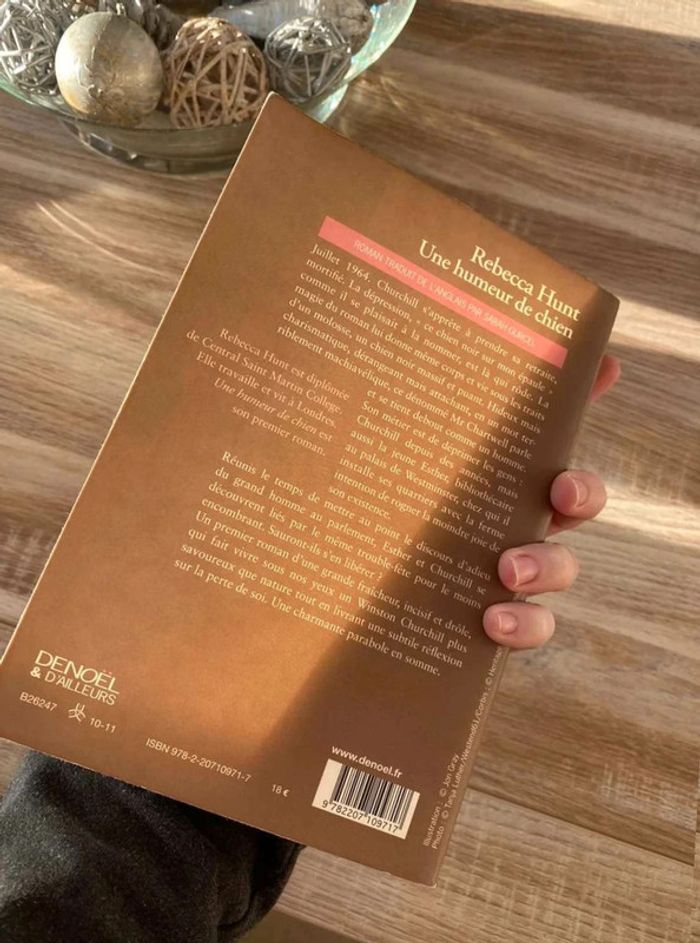 Rebecca Hunt
Une humeur de chien
ROMAN TRADUIT DE L'ANGLAIS PAR SARAH GURCEL
Juillet 1964. Churchill s'apprête à prendre sa retraite,
mortifié. La dépression, « ce chien noir sur mon épaule »
comme il se plaisait à la nommer, est là qui rôde. La
magie du roman lui donne même corps et vie sous les traits
d'un molosse, un chien noir massif et puant. Hideux mais
charismatique, dérangeant mais attachant, en un mot ter-
riblement machiavélique, ce dénommé Mr Chartwell parle
et se tient debout comme un homme.
Son métier est de déprimer les gens :
Churchill depuis des années, mais
aussi la jeune Esther, bibliothécaire
au palais de Westminster, chez qui il
installe ses quartiers avec la ferme
intention de rogner la moindre joie de
son existence.
Rebecca Hunt est diplômée
de Central Saint Martin College.
Elle travaille et vit à Londres.
Une humeur de chien est
son premier roman.
Réunis le temps de mettre au point le discours d'adieu
du grand homme au parlement, Esther et Churchill se
découvrent liés par le même trouble-fête pour le moins
encombrant. Sauront-ils s'en libérer ?
Un premier roman d'une grande fraîcheur, incisif et drôle,
qui fait vivre sous nos yeux un Winston Churchill plus
savoureux que nature tout en livrant une subtile réflexion
sur la perte de soi. Une charmante parabole en somme.
DENOËL
& D'AILLEURS
B26247 10-11
ISBN 978-2-20710971-7
18 €
www.denoel.fr
9 782207 109717
Illustration : © Jon Gray
Photo : © Tanja Luther/Westend61/Corbis, ©